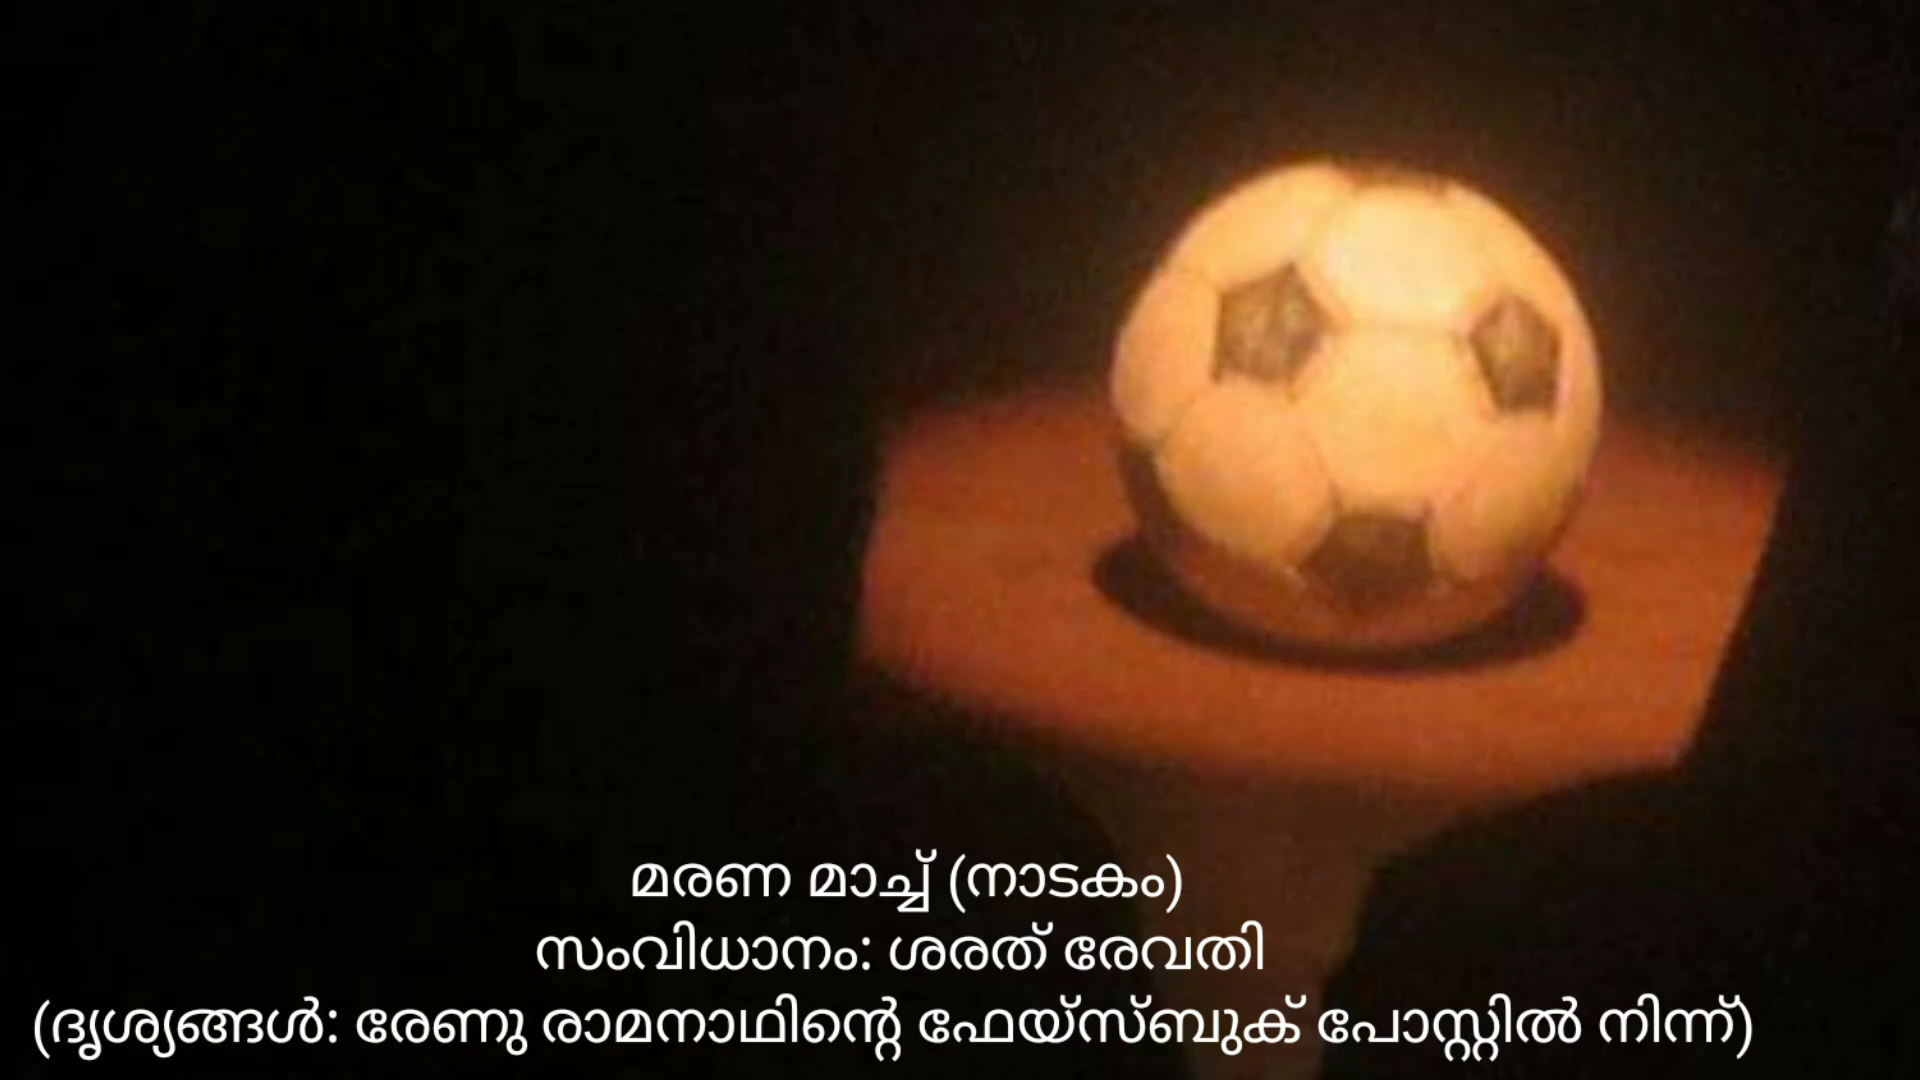 മരണ മാച്ച് (നാടകം)
സംവിധാനം: ശരത് രേവതി
(ദൃശ്യങ്ങൾ: രേണു രാമനാഥിന്റെ ഫേയ്സ്ബുക് പോസ്റ്റിൽ നിന്ന്)